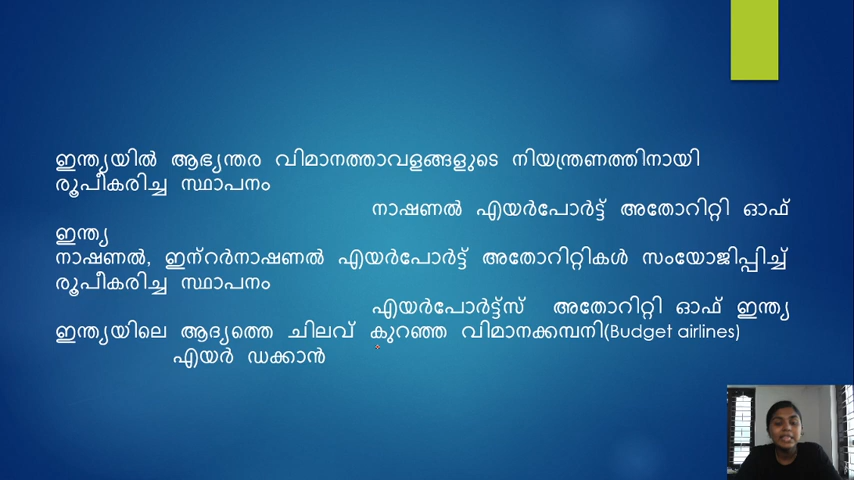 ഇന്ത്യയിൽ ആഭ്യന്തര വിമാനത്താവളങ്ങളുടെ നിയന്ത്രണത്തിനായി
രൂപീകരിച്ച സ്ഥാപനം
നാഷണൽ എയർപോർട്ട് അതോറിറ്റി ഓഫ്
ഇന്ത്യ
നാഷണൽ, ഇന്റർനാഷണൽ എയർപോർട്ട് അതോറിറ്റികൾ സംയോജിപ്പിച്ച്
രൂപീകരിച്ച സ്ഥാപനം
എയർപോർട്ട്സ് അതോറിറ്റി ഓഫ് ഇന്ത്യ
ഇന്ത്യയിലെ ആദ്യത്തെ ചിലവ് കുറഞ്ഞ വിമാനക്കമ്പനി(Budget airlines)
എയർ ഡക്കാൻ